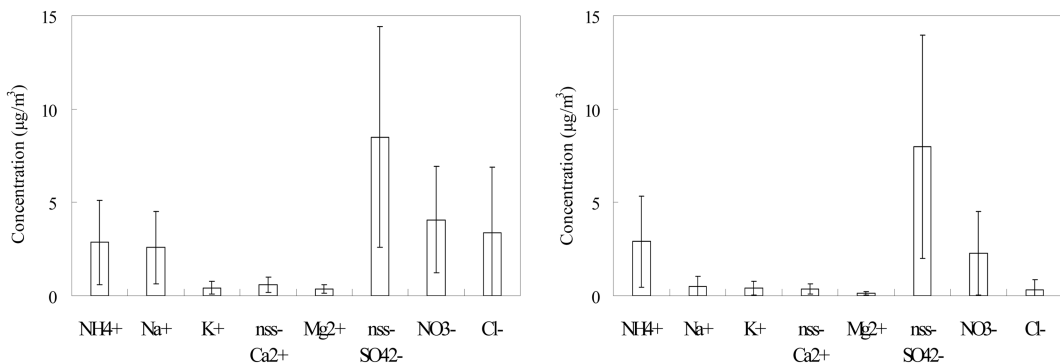 15
10
5
0
Concentration (μg/m³)
NH4+ Na+ K+ nss- Mg2+ nss- NO3- Cl-
Ca2+ SO42-
15
10
5
0
Concentration (μg/m³)
NH4+ Na+ K+ nss- Mg2+ nss- NO3- Cl-
Ca2+ SO42-